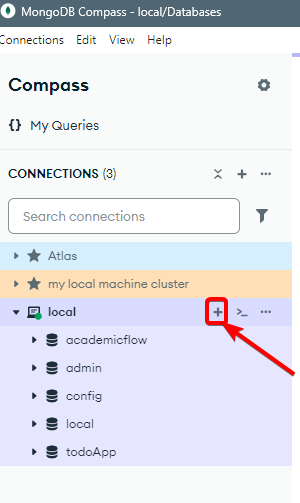 MongoDB Compass - local/Databases
Connections Edit View Help
Compass
{} My Queries
CONNECTIONS (3)
Search connections
Atlas
my local machine cluster
local
academicflow
admin
config
local
todoApp